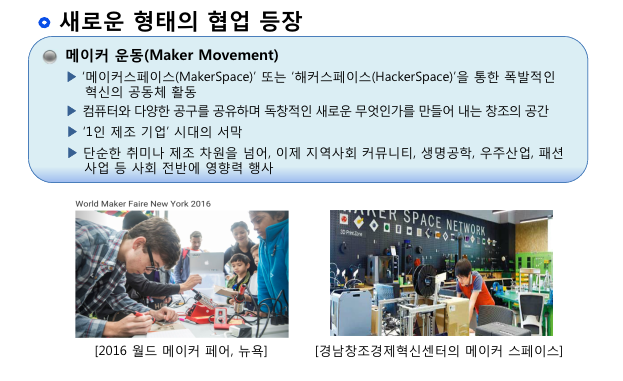 새로운 형태의 협업 등장
메이커 운동(Maker Movement)
▶ '메이커스페이스(MakerSpace)' 또는 '해커스페이스(HackerSpace)'을 통한 폭발적인
혁신의 공동체 활동
▶ 컴퓨터와 다양한 공구를 공유하며 독창적인 새로운 무엇인가를 만들어 내는 창조의 공간
▶ '1인 제조 기업' 시대의 서막
▶ 단순한 취미나 제조 차원을 넘어, 이제 지역사회 커뮤니티, 생명공학, 우주산업, 패션
사업 등 사회 전반에 영향력 행사
World Maker Faire New York 2016
MAKER SPACE NETWORK
[2016 월드 메이커 페어, 뉴욕]
[경남창조경제혁신센터의 메이커 스페이스]